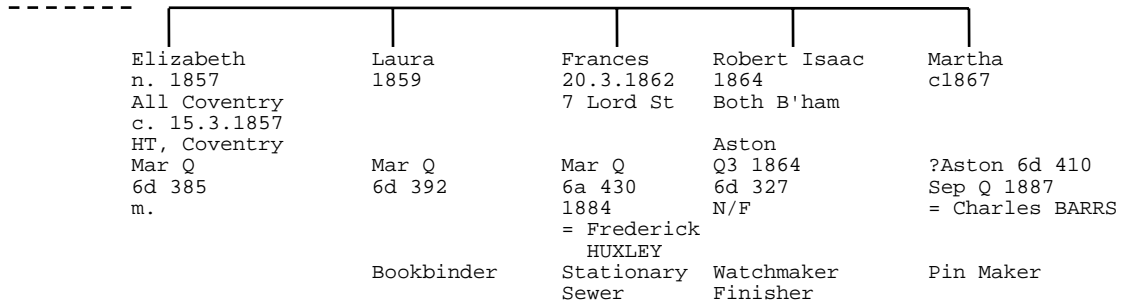 Elizabeth Laura Frances Robert Isaac Martha
n. 1857 1859 20.3.1862 1864 c1867
All Coventry 7 Lord St Both B'ham
c. 15.3.1857
HT, Coventry Aston
Mar Q Mar Q Mar Q Q3 1864 ?Aston 6d 410
6d 385 6d 392 6a 430 6d 327 Sep Q 1887
m. 1884 N/F = Charles BARRS
= Frederick
HUXLEY
Bookbinder Stationary Watchmaker Pin Maker
Sewer Finisher